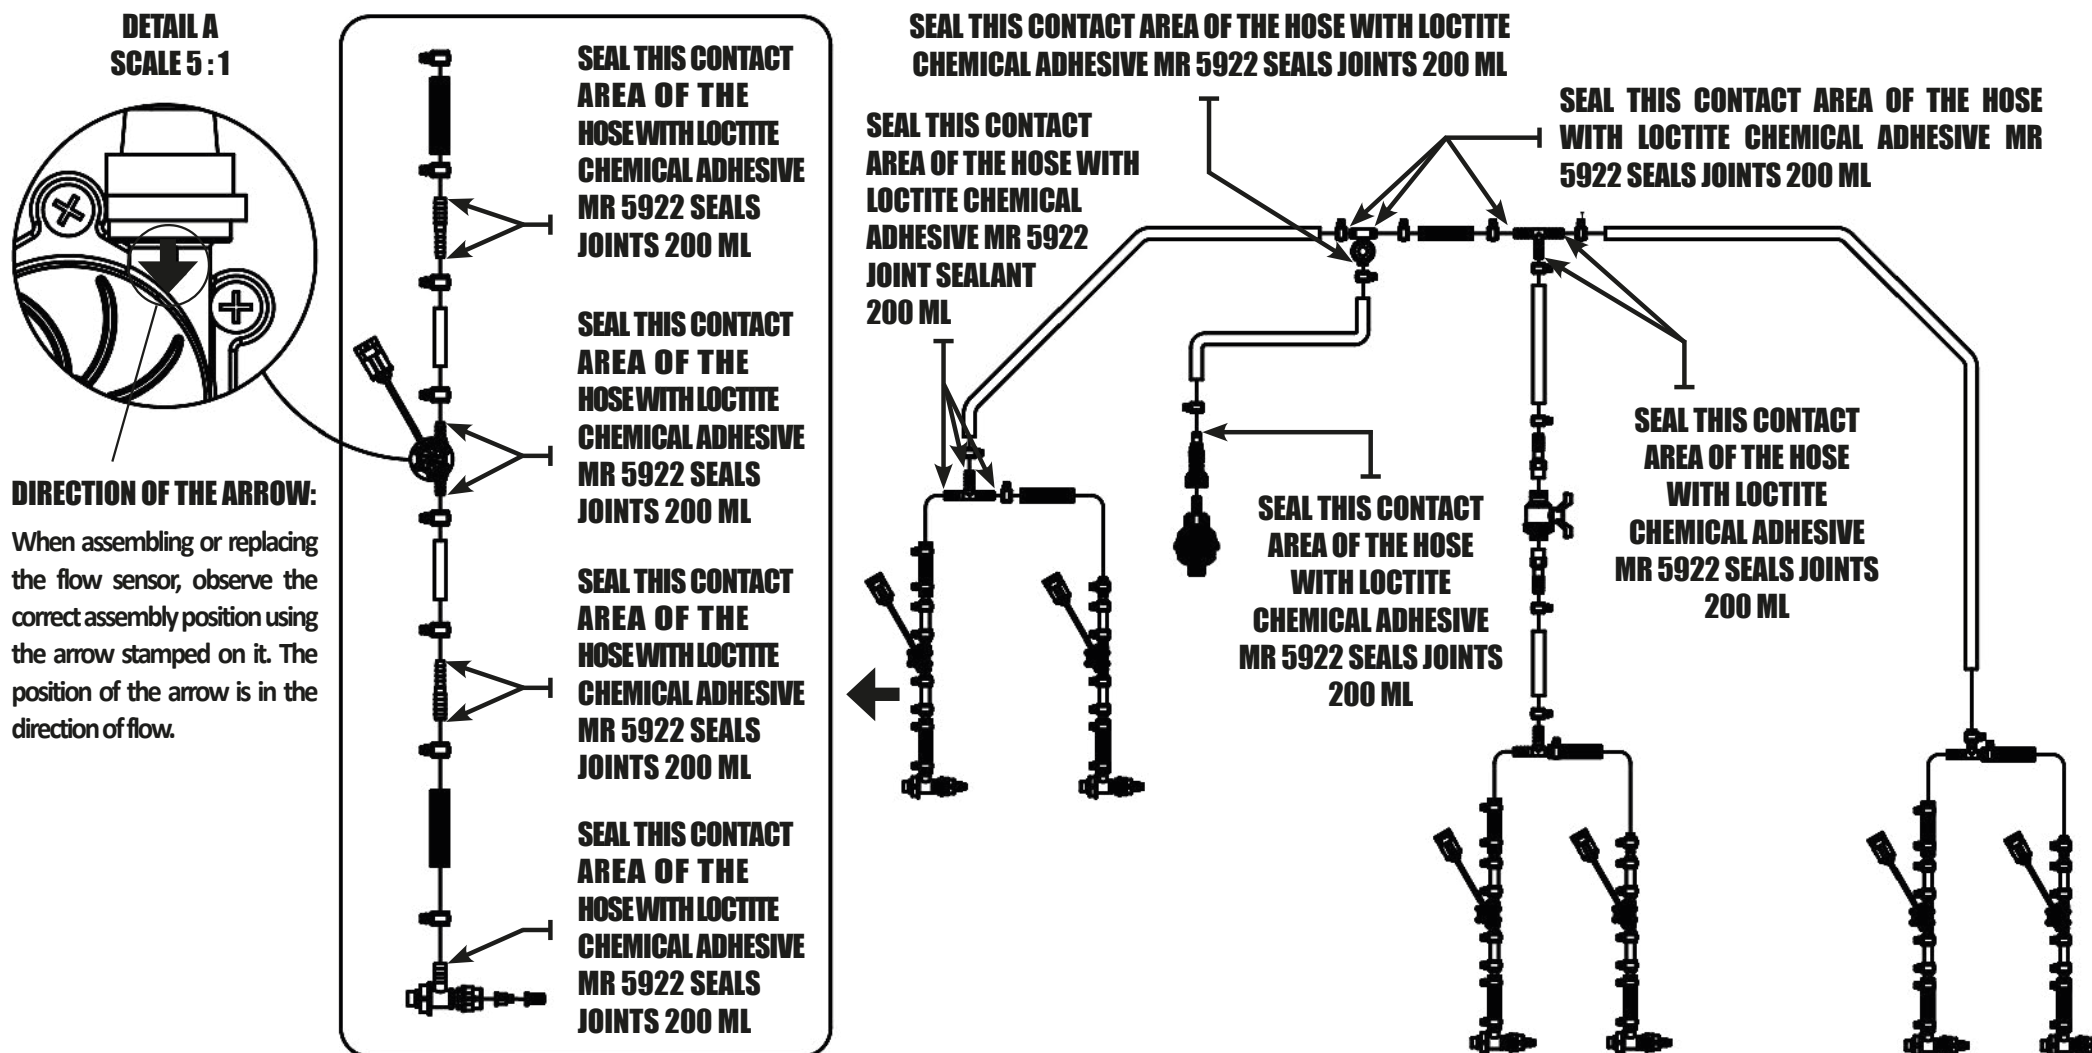 DETAIL A
SCALE 5 : 1
DIRECTION OF THE ARROW:
When assembling or replacing
the flow sensor, observe the
correct assembly position using
the arrow stamped on it. The
position of the arrow is in the
direction of flow.
SEAL THIS CONTACT
AREA OF THE
HOSE WITH LOCTITE
CHEMICAL ADHESIVE
MR 5922 SEALS
JOINTS 200 ML
SEAL THIS CONTACT
AREA OF THE
HOSE WITH LOCTITE
CHEMICAL ADHESIVE
MR 5922 SEALS
JOINTS 200 ML
SEAL THIS CONTACT
AREA OF THE
HOSE WITH LOCTITE
CHEMICAL ADHESIVE
MR 5922 SEALS
JOINTS 200 ML
SEAL THIS CONTACT
AREA OF THE
HOSE WITH LOCTITE
CHEMICAL ADHESIVE
MR 5922 SEALS
JOINTS 200 ML
SEAL THIS CONTACT AREA OF THE HOSE WITH LOCTITE
CHEMICAL ADHESIVE MR 5922 SEALS JOINTS 200 ML
SEAL THIS CONTACT
AREA OF THE HOSE WITH
LOCTITE CHEMICAL
ADHESIVE MR 5922
JOINT SEALANT
200 ML
SEAL THIS CONTACT AREA OF THE HOSE
WITH LOCTITE CHEMICAL ADHESIVE MR
5922 SEALS JOINTS 200 ML
SEAL THIS CONTACT
AREA OF THE HOSE
WITH LOCTITE
CHEMICAL ADHESIVE
MR 5922 SEALS JOINTS
200 ML
SEAL THIS CONTACT
AREA OF THE HOSE
WITH LOCTITE
CHEMICAL ADHESIVE
MR 5922 SEALS JOINTS
200 ML